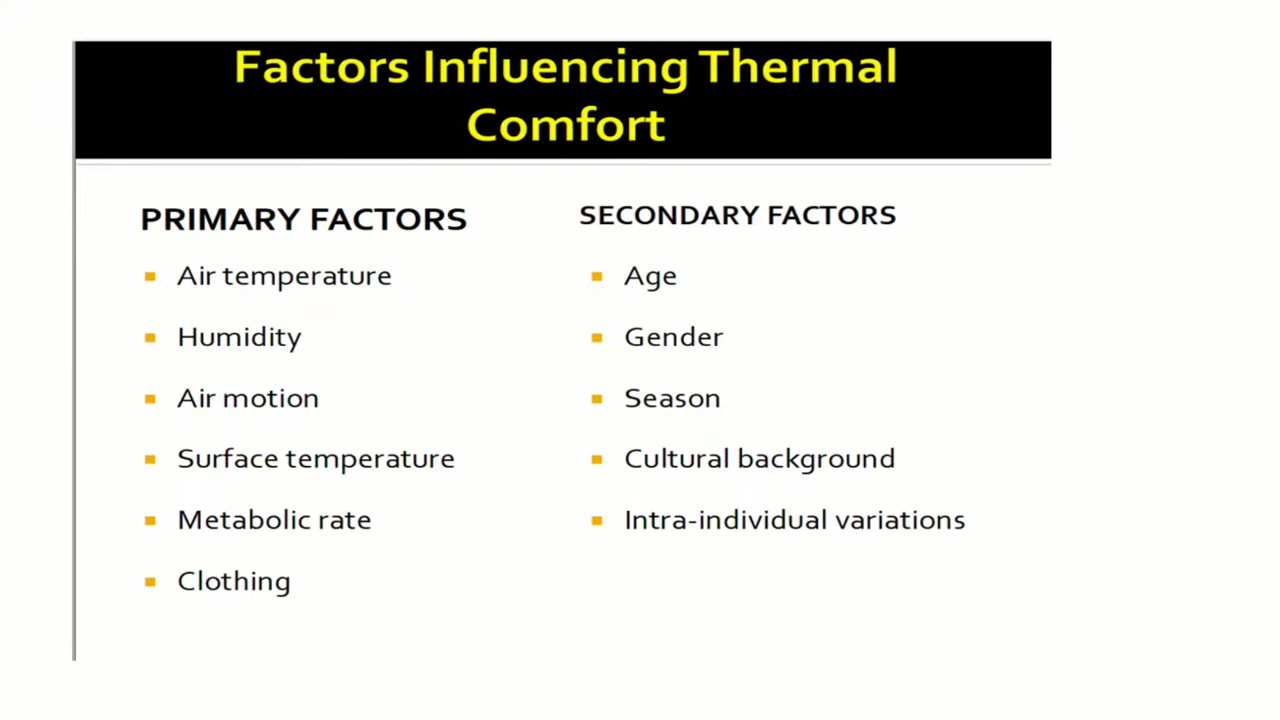 Factors Influencing Thermal
Comfort
PRIMARY FACTORS
Air temperature
Humidity
Air motion
Surface temperature
Metabolic rate
Clothing
SECONDARY FACTORS
Age
Gender
Season
Cultural background
Intra-individual variations